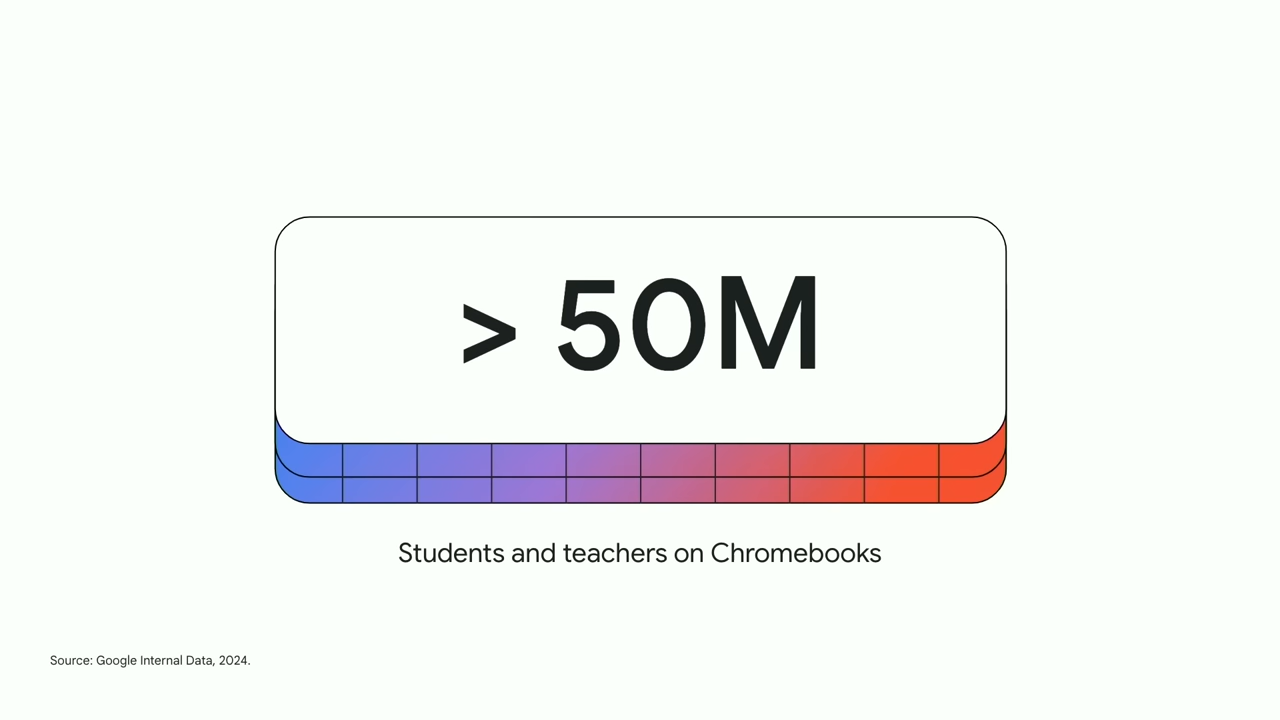 > 50M
Students and teachers on Chromebooks
Source: Google Internal Data, 2024.